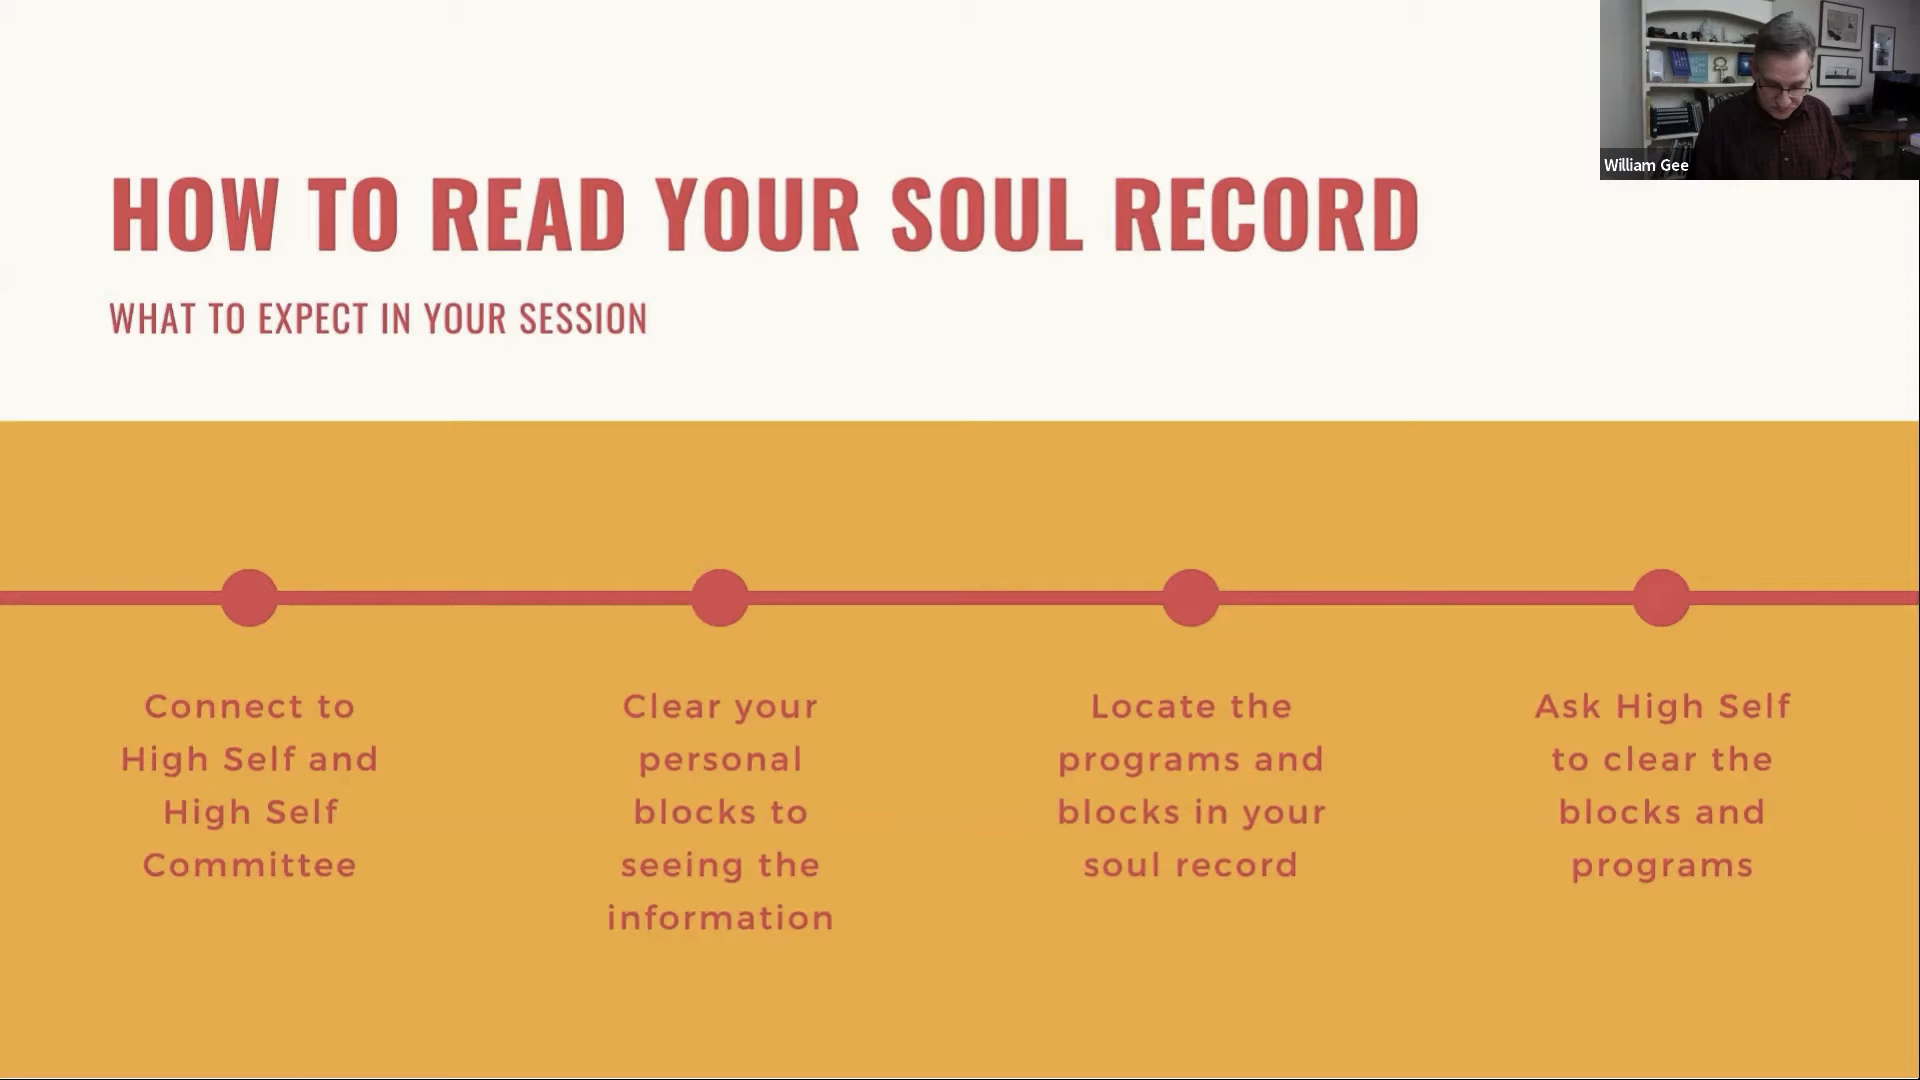 HOW TO READ YOUR SOUL RECORD
WHAT TO EXPECT IN YOUR SESSION
William Gee
Connect to
High Self and
High Self
Committee
Clear your
personal
blocks to
seeing the
information
Locate the
programs and
blocks in your
soul record
Ask High Self
to clear the
blocks and
programs